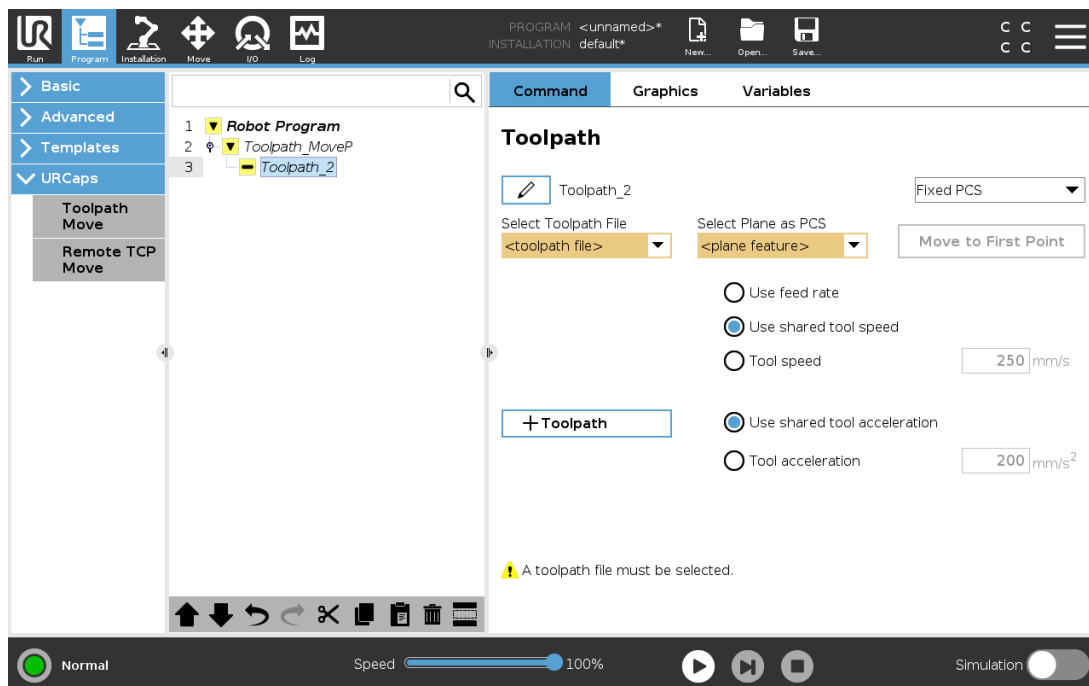 PROGRAM <unnamed>*
INSTALLATION default*
UR
Run
Program
Installation
Move
I/O
Log
New...
Open...
Save...
C C
C C
Basic
Advanced
Templates
URCaps
Toolpath
Move
Remote TCP
Move
1 Robot Program
2 Toolpath_MoveP
3 Toolpath_2
Command Graphics Variables
Toolpath
Toolpath_2
Fixed PCS
Select Toolpath File
Select Plane as PCS
<toolpath file>
<plane feature>
Move to First Point
Use feed rate
Use shared tool speed
Tool speed 250 mm/s
+Toolpath
Use shared tool acceleration
Tool acceleration 200 mm/s²
A toolpath file must be selected.
Normal
Speed 100%
Simulation